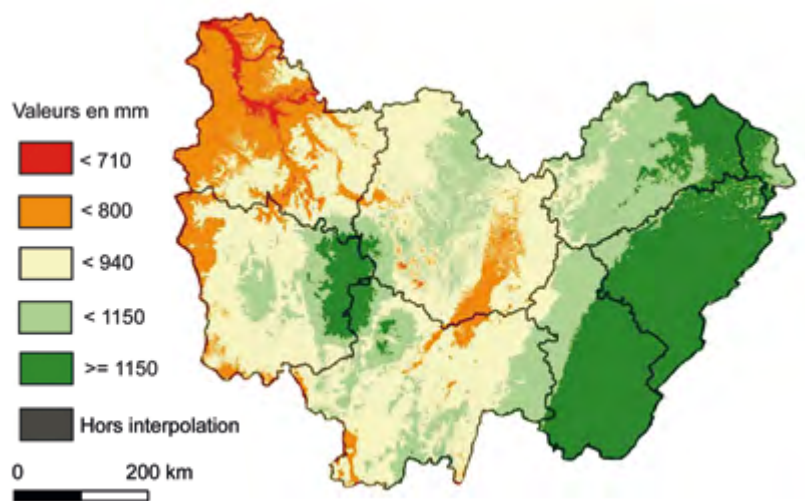 Valeurs en mm
< 710
< 800
< 940
< 1150
>= 1150
Hors interpolation
0 200 km